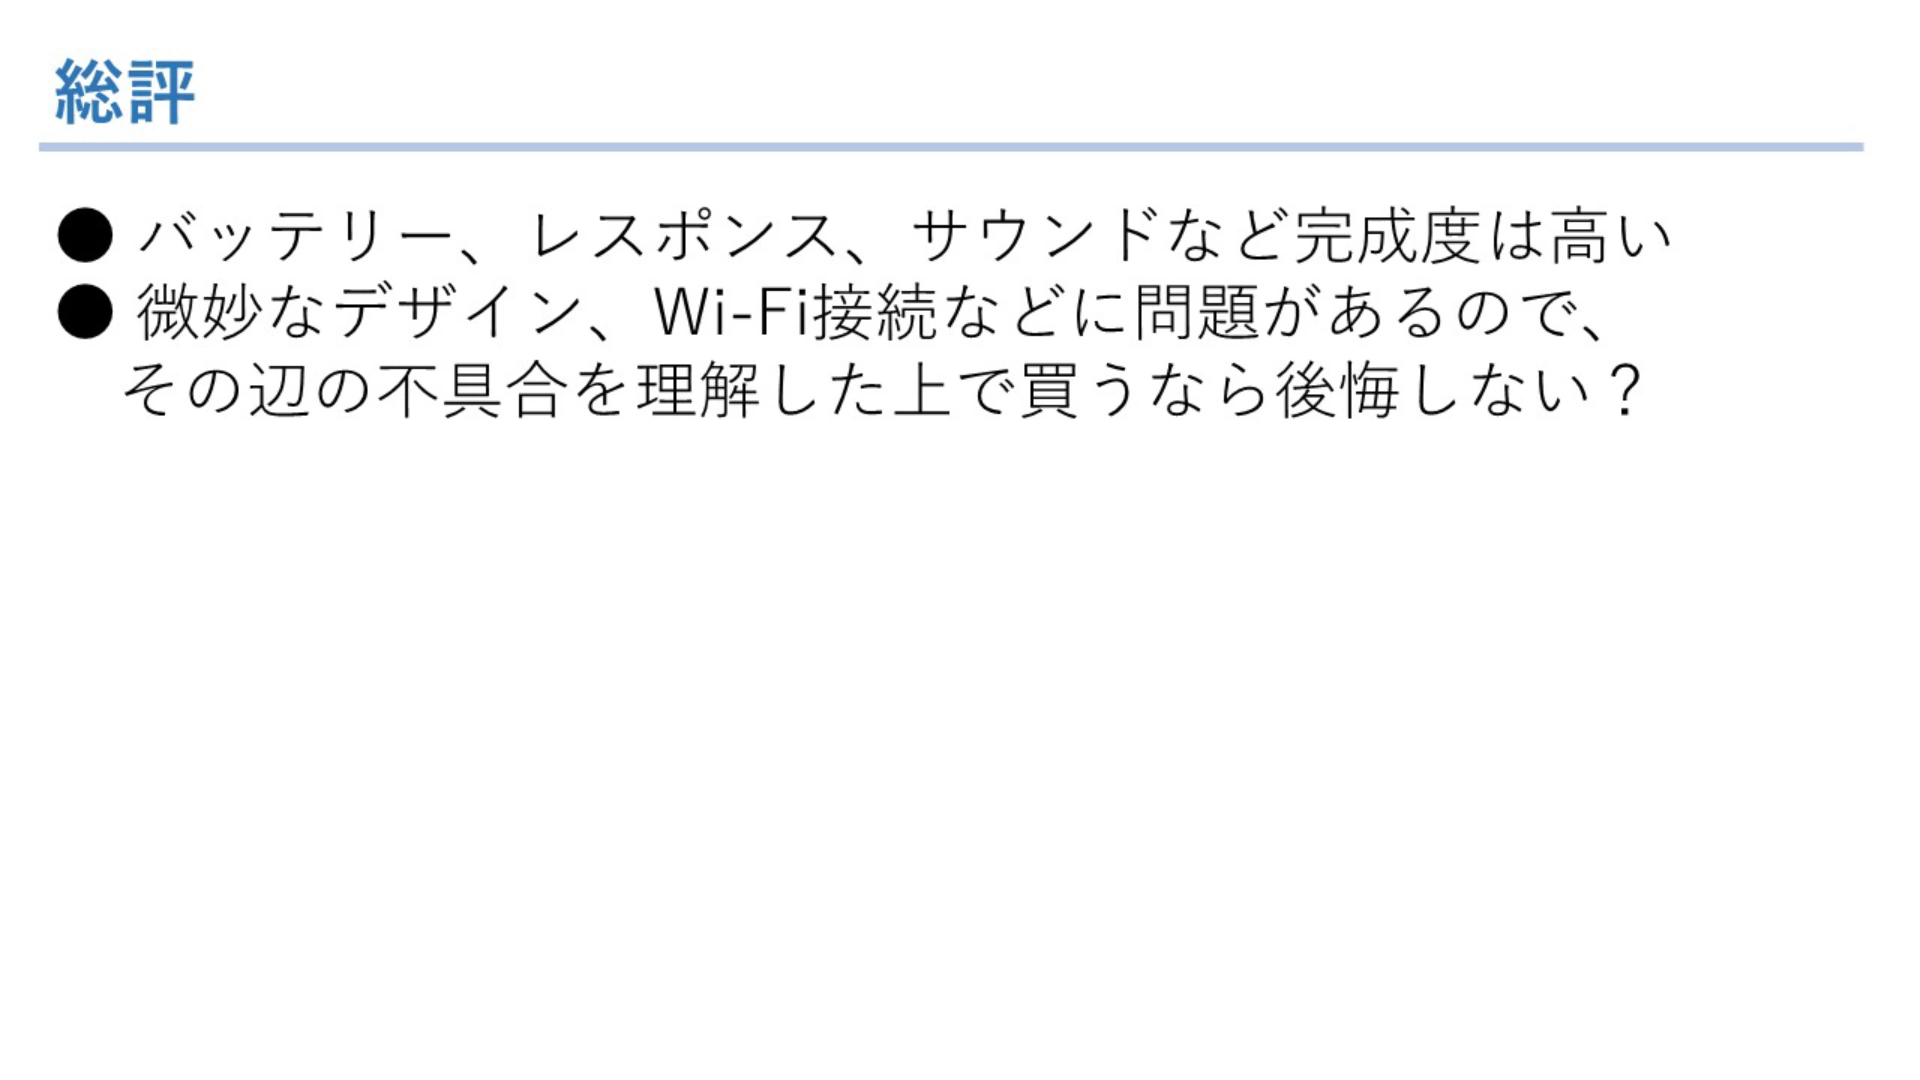 総評
● バッテリー、レスポンス、サウンドなど完成度は高い
● 微妙なデザイン、Wi-Fi接続などに問題があるので、
その辺の不具合を理解した上で買うなら後悔しない？